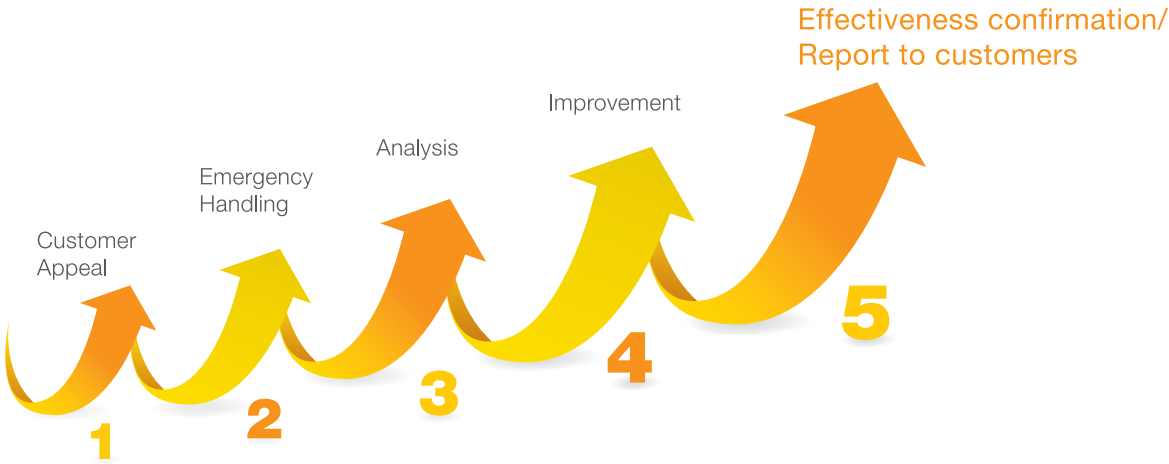 Customer
Appeal
1
Emergency
Handling
2
Analysis
3
Improvement
4
Effectiveness confirmation/
Report to customers
5